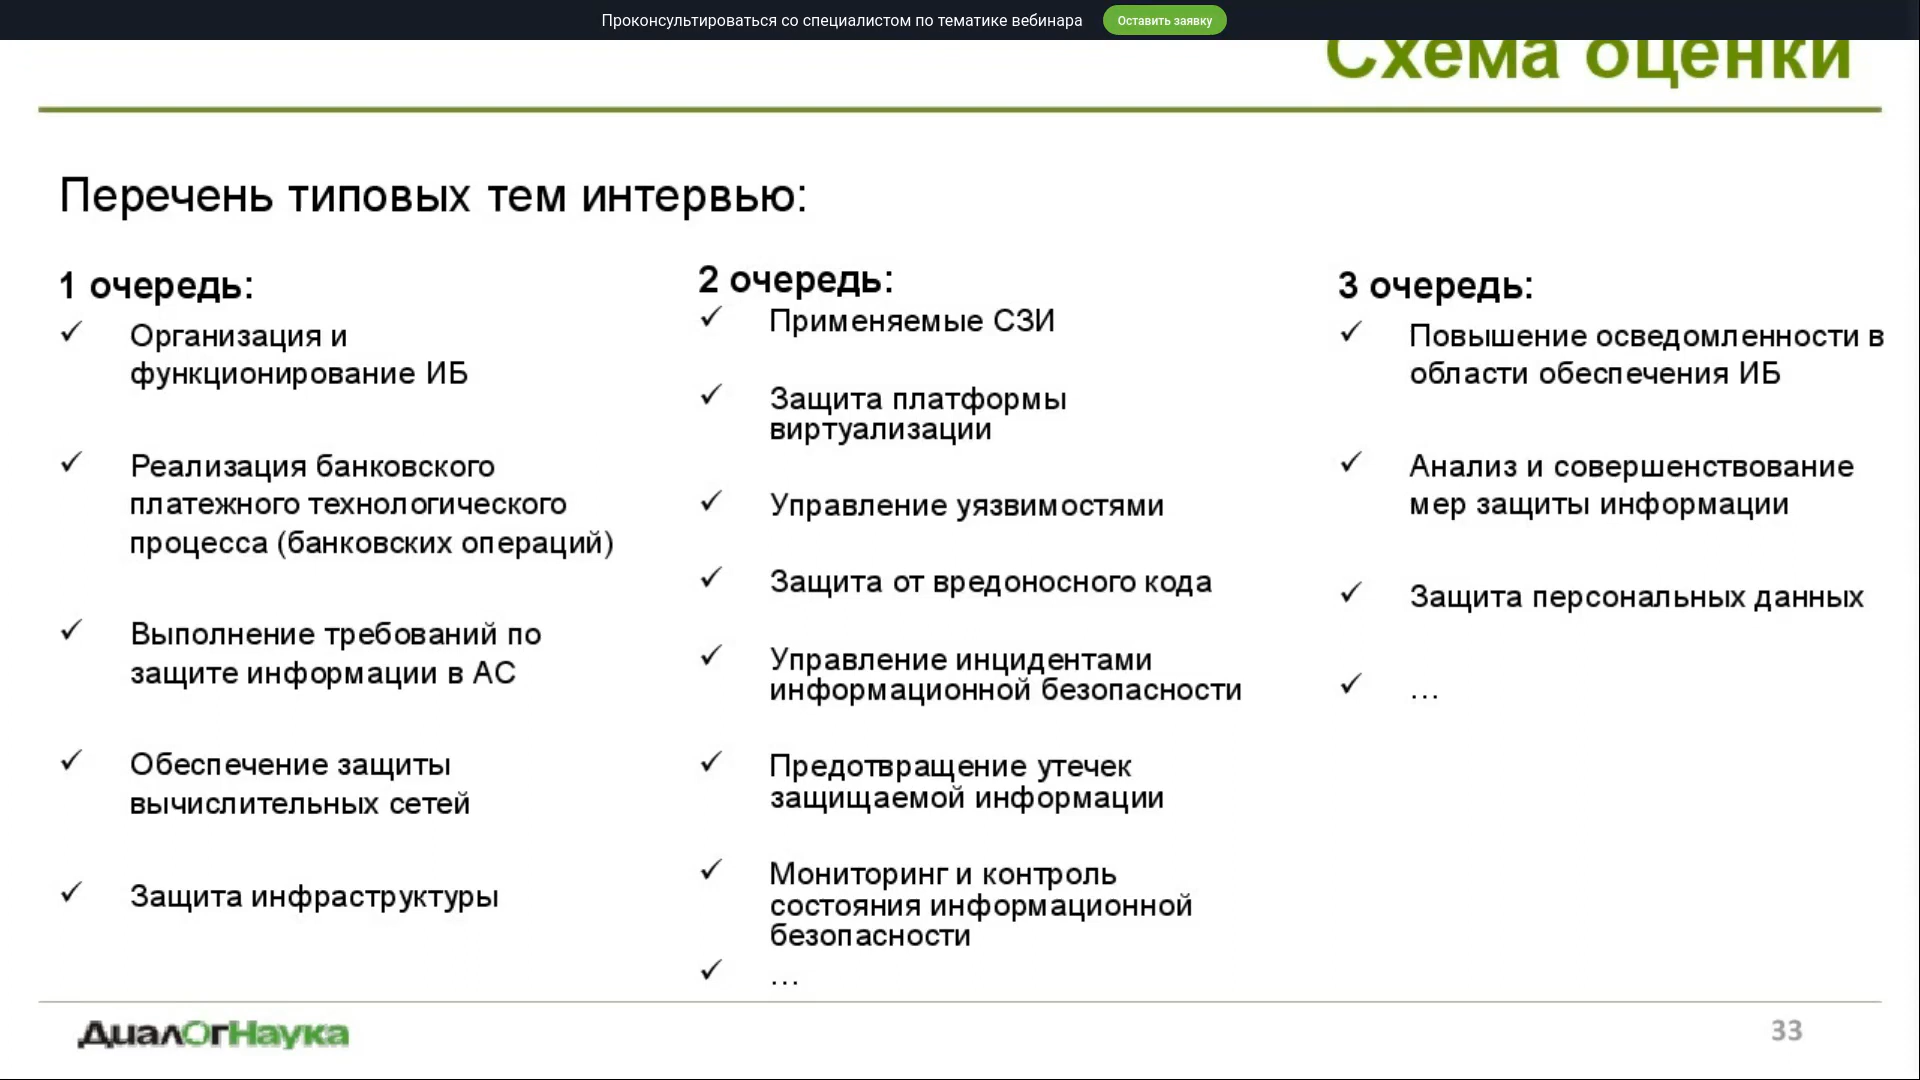 Проконсультироваться со специалистом по тематике вебинара
Оставить заявку
Схема оценки
Перечень типовых тем интервью:
1 очередь:
✓ Организация и
функционирование ИБ
✓ Реализация банковского
платежного технологического
процесса (банковских операций)
✓ Выполнение требований по
защите информации в АС
✓ Обеспечение защиты
вычислительных сетей
✓ Защита инфраструктуры
2 очередь:
✓ Применяемые СЗИ
✓ Защита платформы
виртуализации
✓ Управление уязвимостями
✓ Защита от вредоносного кода
✓ Управление инцидентами
информационной безопасности
✓ Предотвращение утечек
защищаемой информации
✓ Мониторинг и контроль
состояния информационной
безопасности
✓ …
3 очередь:
✓ Повышение осведомленности в
области обеспечения ИБ
✓ Анализ и совершенствование
мер защиты информации
✓ Защита персональных данных
✓ …
ДиалОгНаука
33